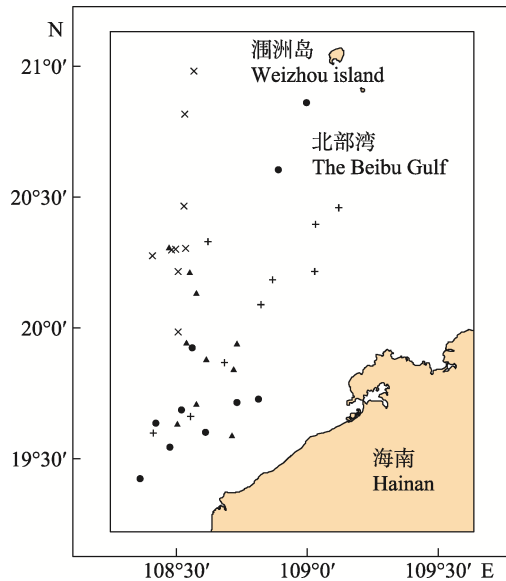 N
涠洲岛
Weizhou island
21°0′
北部湾
The Beibu Gulf
20°30′
20°0′
19°30′
海南
Hainan
108°30′ 109°0′ 109°30′ E